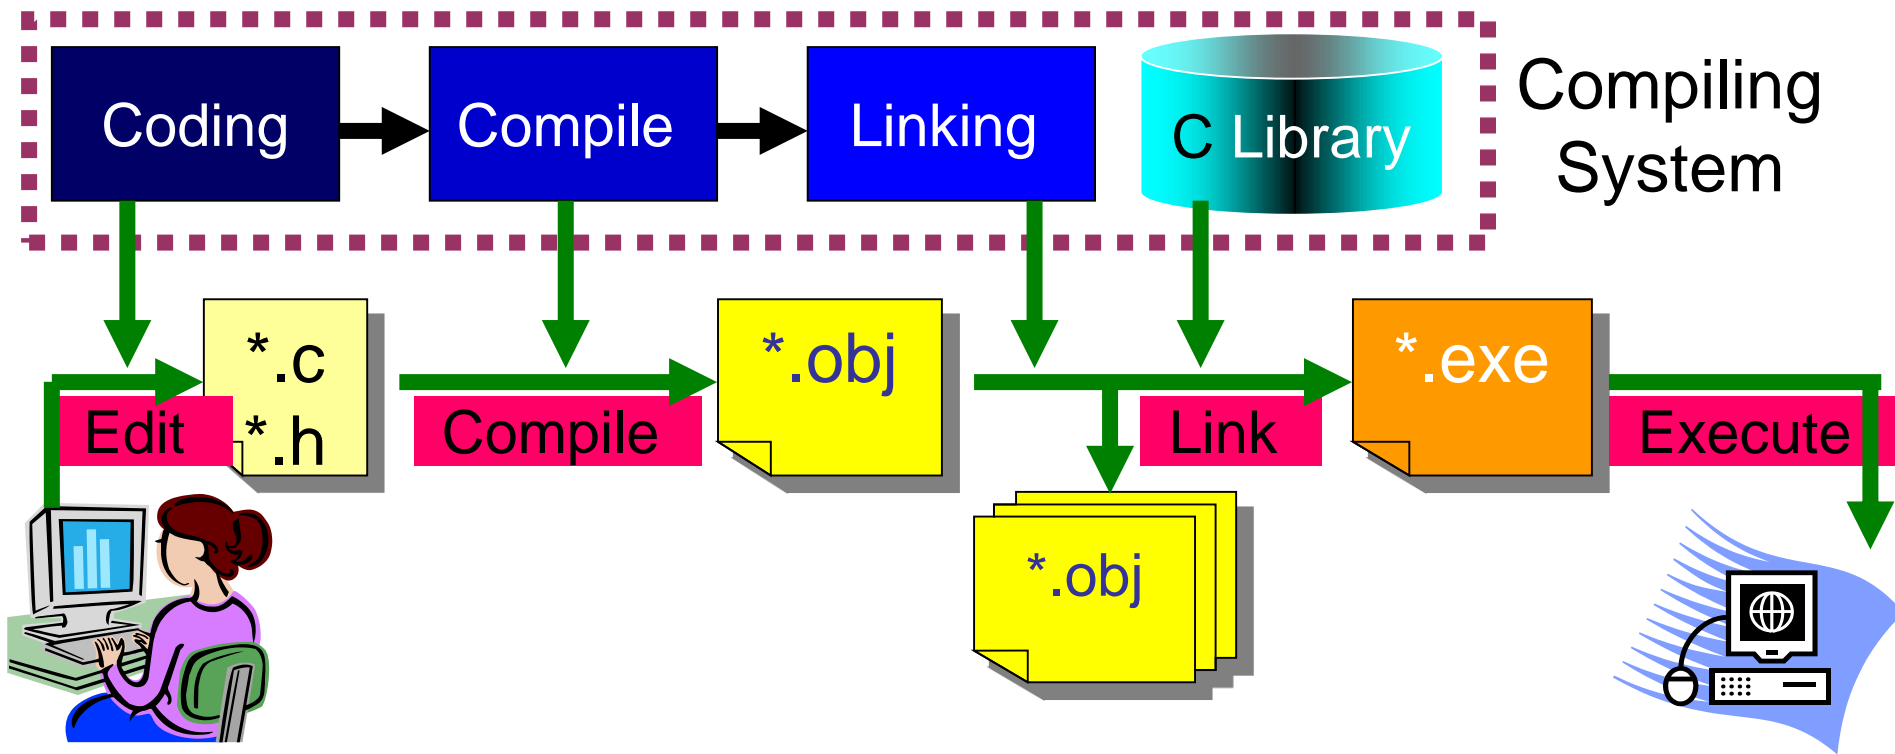 Coding
Compile
Linking
C Library
Compiling
System
*.c
*.h
*.obj
*.exe
Edit
Compile
Link
Execute
*.obj